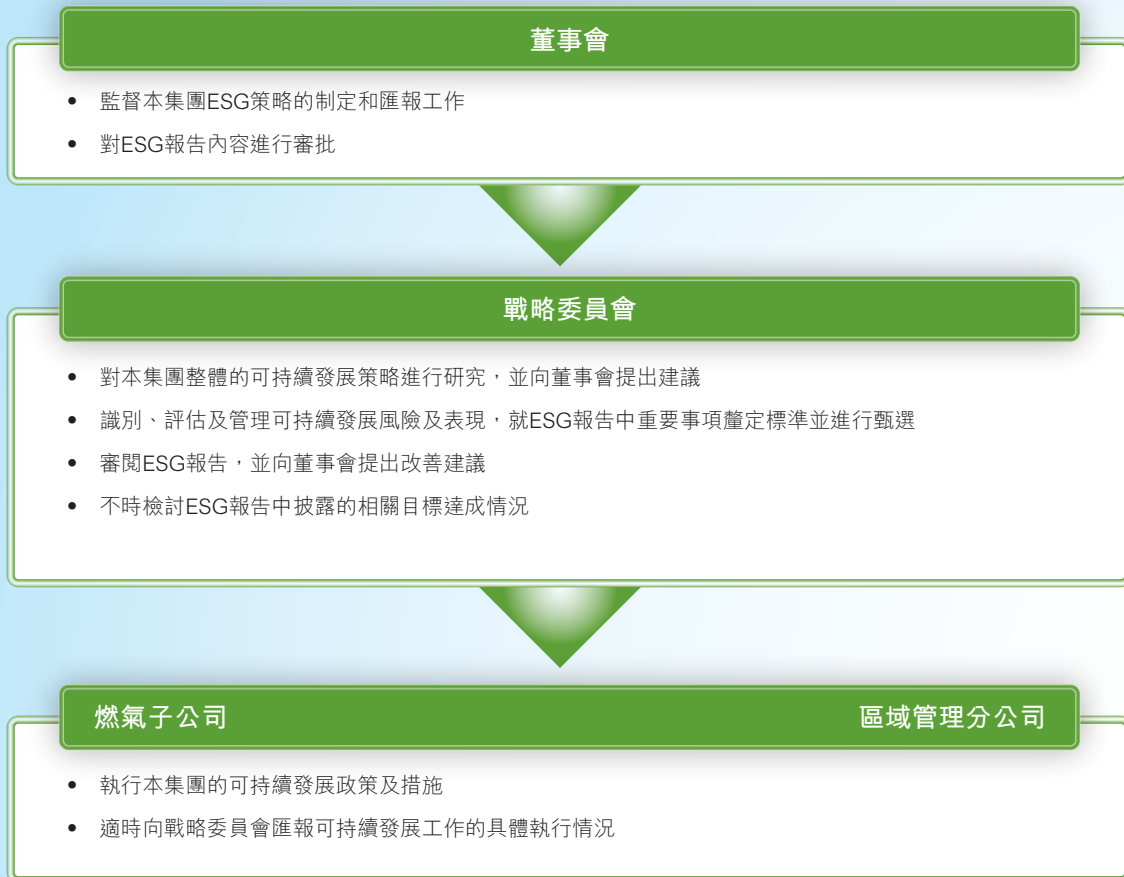 董事會
• 監督本集團ESG策略的制定和匯報工作
• 對ESG報告內容進行審批
戰略委員會
• 對本集團整體的可持續發展策略進行研究，並向董事會提出建議
• 識別、評估及管理可持續發展風險及表現，就ESG報告中重要事項釐定標準並進行甄選
• 審閱ESG報告，並向董事會提出改善建議
• 不時檢討ESG報告中披露的相關目標達成情況
燃氣子公司 區域管理分公司
• 執行本集團的可持續發展政策及措施
• 適時向戰略委員會匯報可持續發展工作的具體執行情況